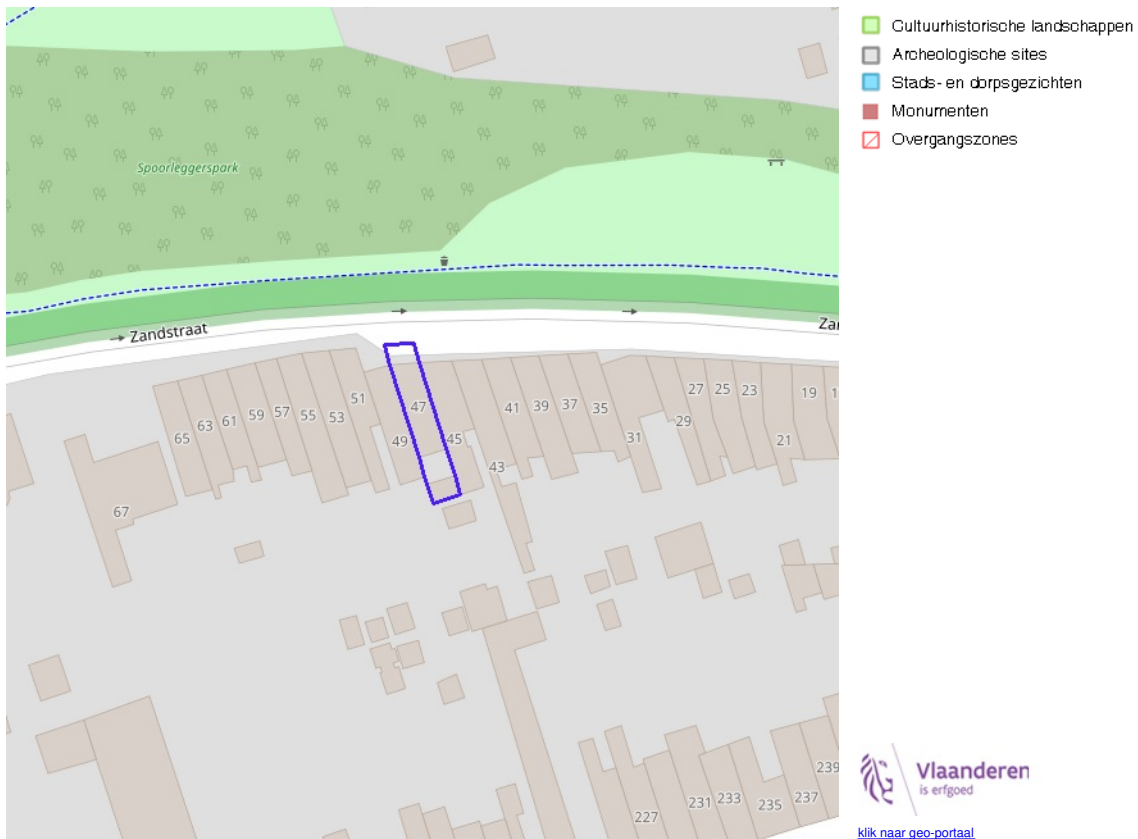 Cultuurhistorische landschappen
Archeologische sites
Stads- en dorpsgezichten
Monumenten
Overgangszones
Spoorleggerspark
Zandstraat
Zan
65
63
61
59
57
55
53
51
49
47
45
43
41
39
37
35
31
29
27
25
23
21
19
1
67
227
231
233
235
237
239
Vlaanderen
is erfgoed
klik naar geo-portaal